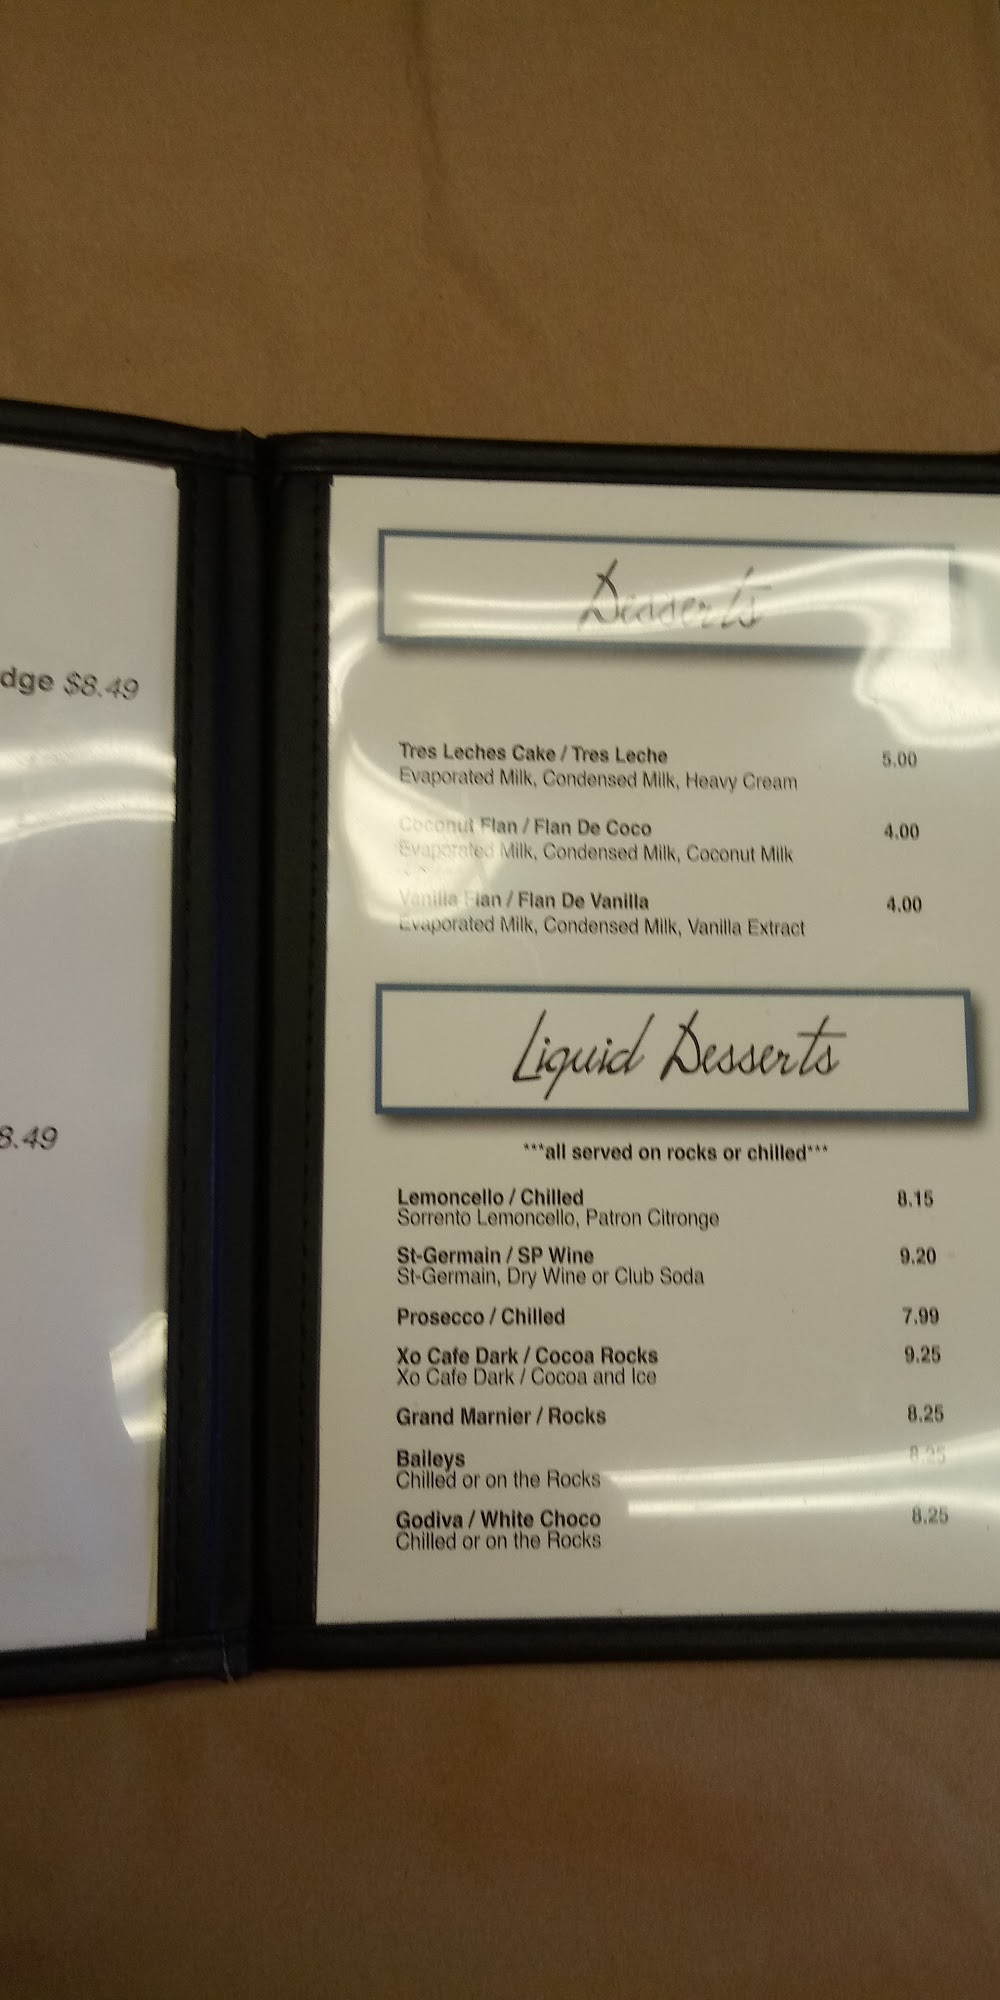 dge $8.49
8.49
Desserts
Tres Leches Cake / Tres Leche 5.00
Evaporated Milk, Condensed Milk, Heavy Cream
Coconut Flan / Flan De Coco 4.00
Evaporated Milk, Condensed Milk, Coconut Milk
Vanilla Flan / Flan De Vanilla 4.00
Evaporated Milk, Condensed Milk, Vanilla Extract
Liquid Desserts
***all served on rocks or chilled***
Lemoncello / Chilled 8.15
Sorrento Lemoncello, Patron Citronge
St-Germain / SP Wine 9.20
St-Germain, Dry Wine or Club Soda
Prosecco / Chilled 7.99
Xo Cafe Dark / Cocoa Rocks 9.25
Xo Cafe Dark / Cocoa and Ice
Grand Marnier / Rocks 8.25
Baileys 8.25
Chilled or on the Rocks
Godiva / White Choco 8.25
Chilled or on the Rocks